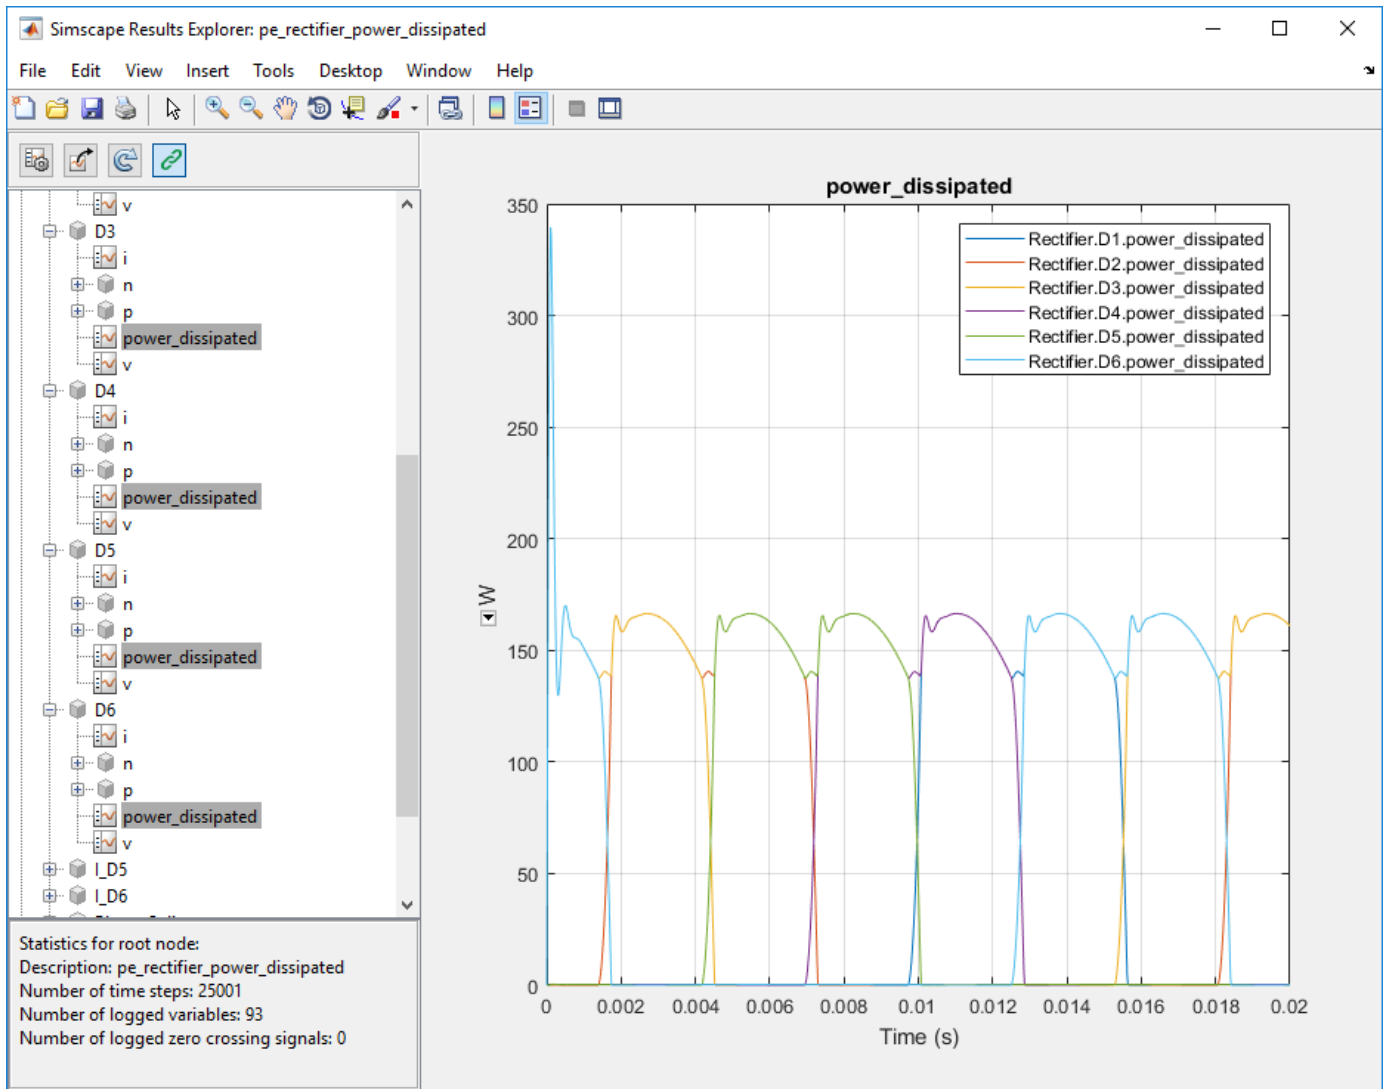 Simscape Results Explorer: pe_rectifier_power_dissipated
File Edit View Insert Tools Desktop Window Help
v
D3
i
n
p
power_dissipated
v
D4
i
n
p
power_dissipated
v
D5
i
n
p
power_dissipated
v
D6
i
n
p
power_dissipated
v
I_D5
I_D6
Statistics for root node:
Description: pe_rectifier_power_dissipated
Number of time steps: 25001
Number of logged variables: 93
Number of logged zero crossing signals: 0
power_dissipated
350
300
250
200
150
100
50
0
W
Rectifier.D1.power_dissipated
Rectifier.D2.power_dissipated
Rectifier.D3.power_dissipated
Rectifier.D4.power_dissipated
Rectifier.D5.power_dissipated
Rectifier.D6.power_dissipated
0 0.002 0.004 0.006 0.008 0.01 0.012 0.014 0.016 0.018 0.02
Time (s)